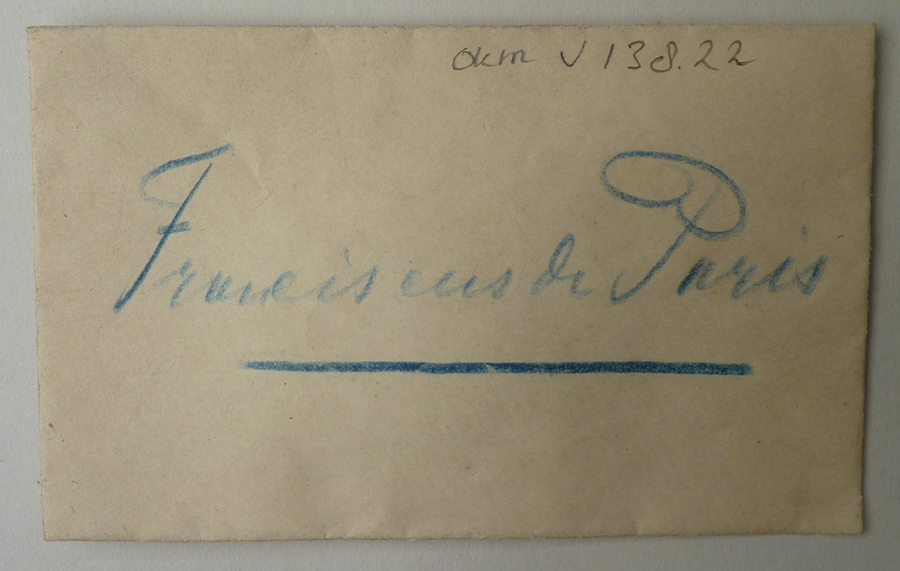 okm v 138.22
Franciscus de Paris